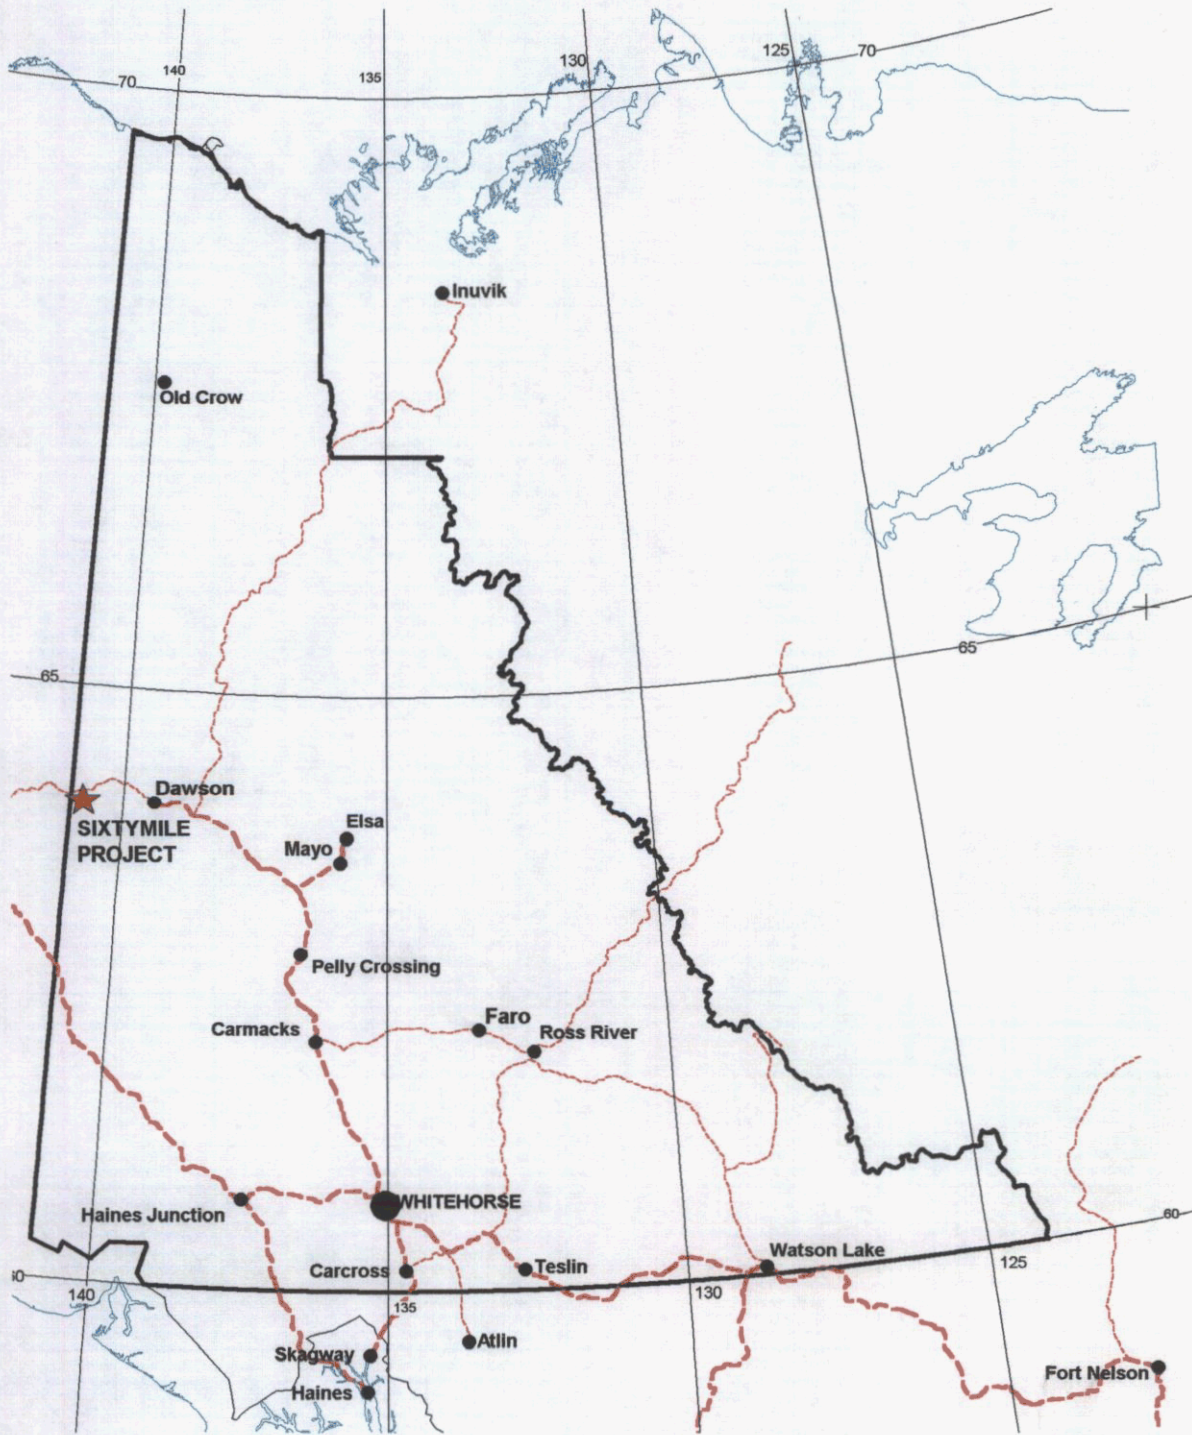 140
135
130
125
70
70
Inuvik
Old Crow
65
65
Dawson
SIXTYMILE
PROJECT
Elsa
Mayo
Pelly Crossing
Carmacks
Faro
Ross River
WHITEHORSE
Haines Junction
60
Watson Lake
Teslin
Carcross
125
60
140
135
130
Atlin
Skagway
Haines
Fort Nelson